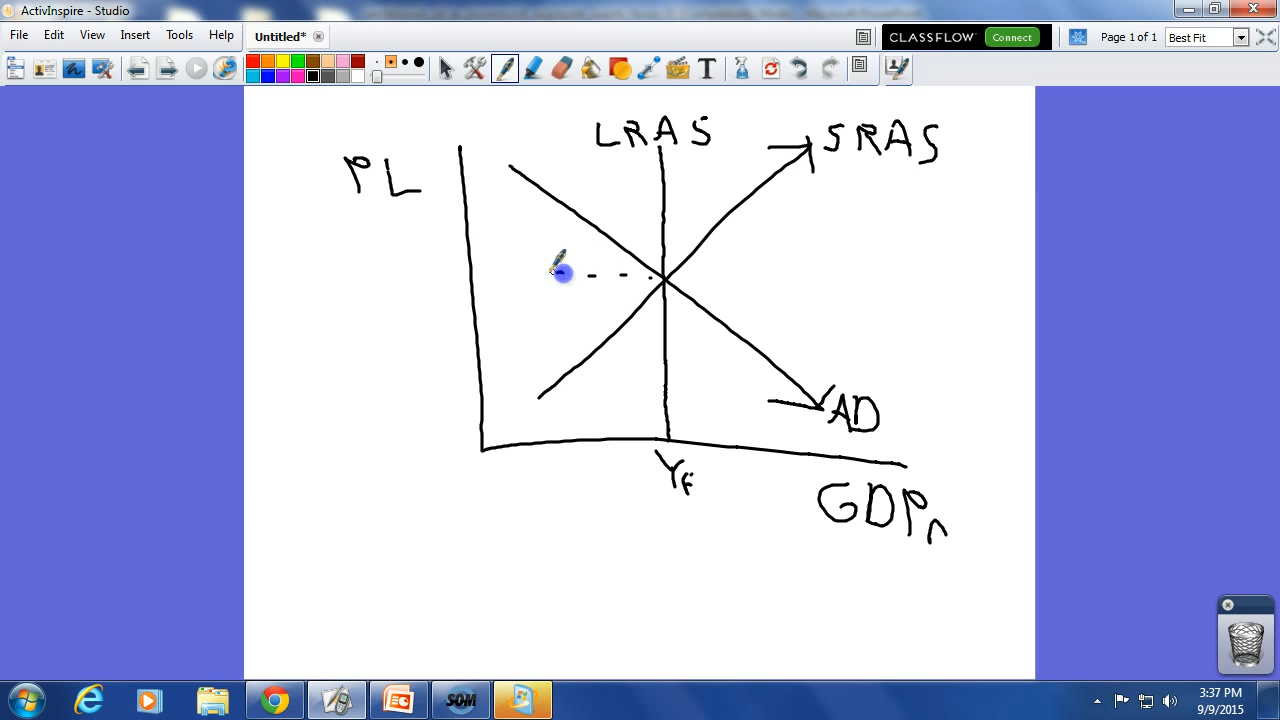 ActivInspire - Studio
File Edit View Insert Tools Help
Untitled*
CLASSFLOW Connect
Page 1 of 1
Best Fit
T
LRAS
SRAS
PL
AD
YF
GDPr
SOM
3:37 PM
9/9/2015